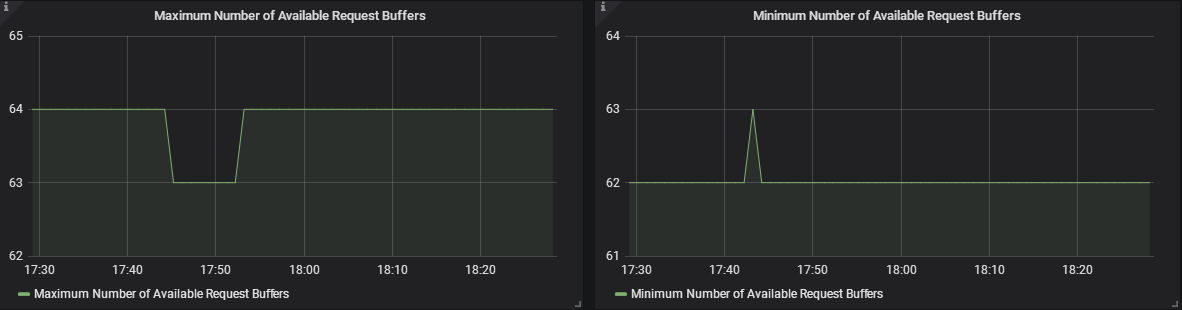 i
Maximum Number of Available Request Buffers
65
64
63
62
17:30 17:40 17:50 18:00 18:10 18:20
Maximum Number of Available Request Buffers
i
Minimum Number of Available Request Buffers
64
63
62
61
17:30 17:40 17:50 18:00 18:10 18:20
Minimum Number of Available Request Buffers